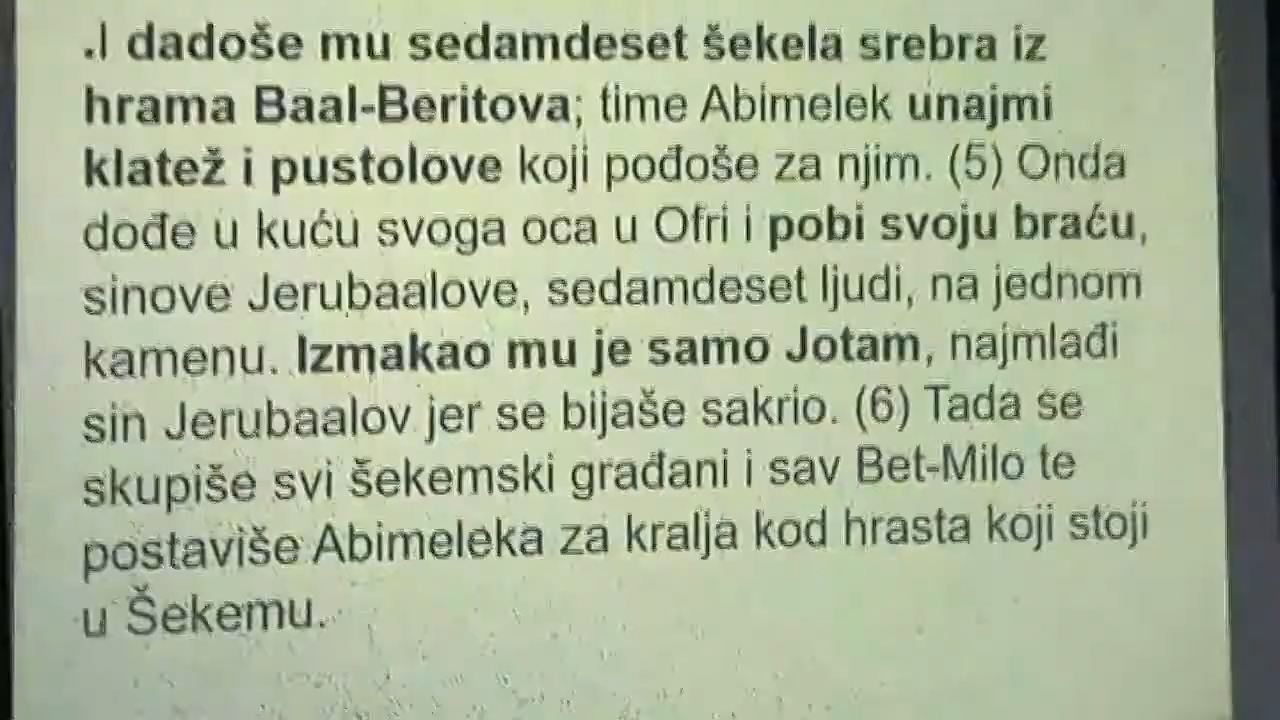 .I dadoše mu sedamdeset šekela srebra iz
hrama Baal-Beritova; time Abimelek unajmi
klatež i pustolove koji pođoše za njim. (5) Onda
dođe u kuću svoga oca u Ofri i pobi svoju braću,
sinove Jerubaalove, sedamdeset ljudi, na jednom
kamenu. Izmakao mu je samo Jotam, najmlađi
sin Jerubaalov jer se bijaše sakrio. (6) Tada se
skupiše svi šekemski građani i sav Bet-Milo te
postaviše Abimeleka za kralja kod hrasta koji stoji
u Šekemu.